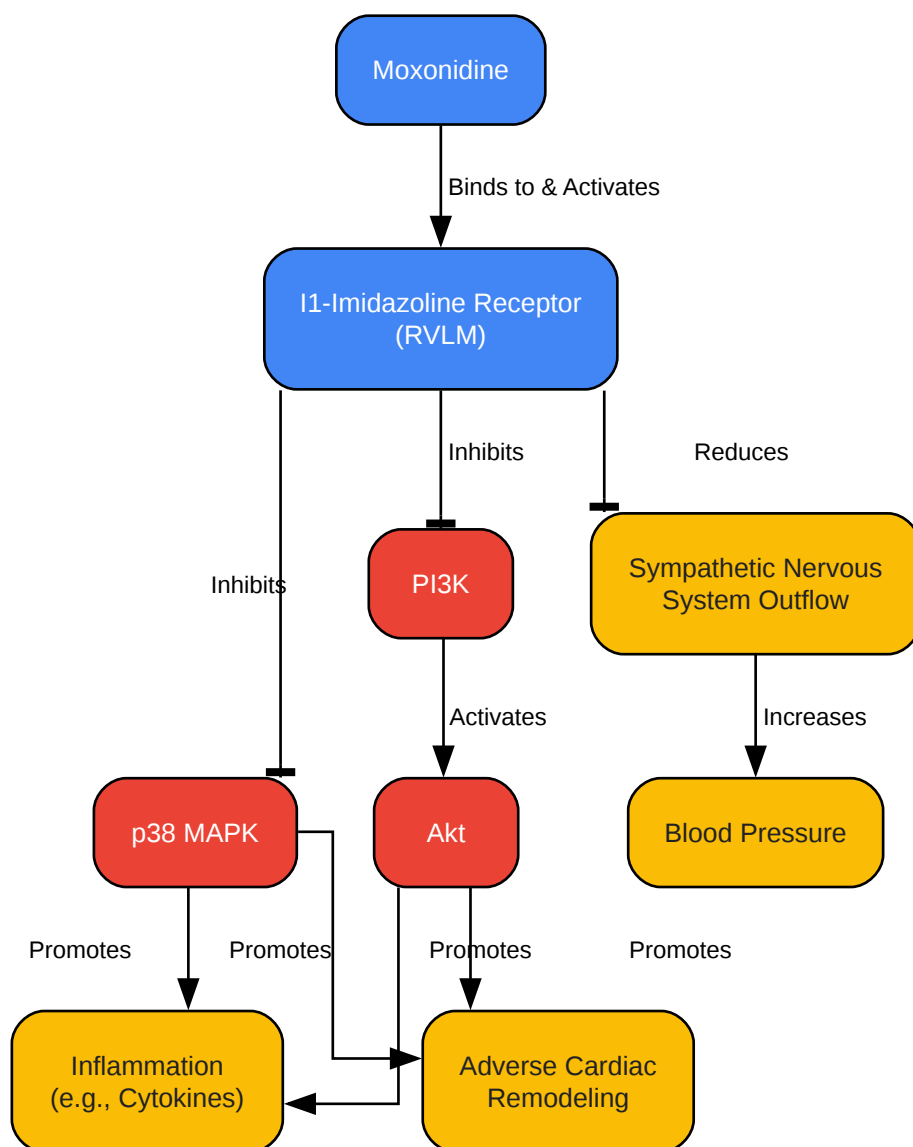 Moxonidine
Binds to & Activates
I1-Imidazoline Receptor
(RVLM)
Inhibits
Reduces
PI3K
Sympathetic Nervous
System Outflow
Inhibits
Activates
Increases
p38 MAPK
Akt
Blood Pressure
Promotes
Promotes
Promotes
Promotes
Inflammation
(e.g., Cytokines)
Adverse Cardiac
Remodeling